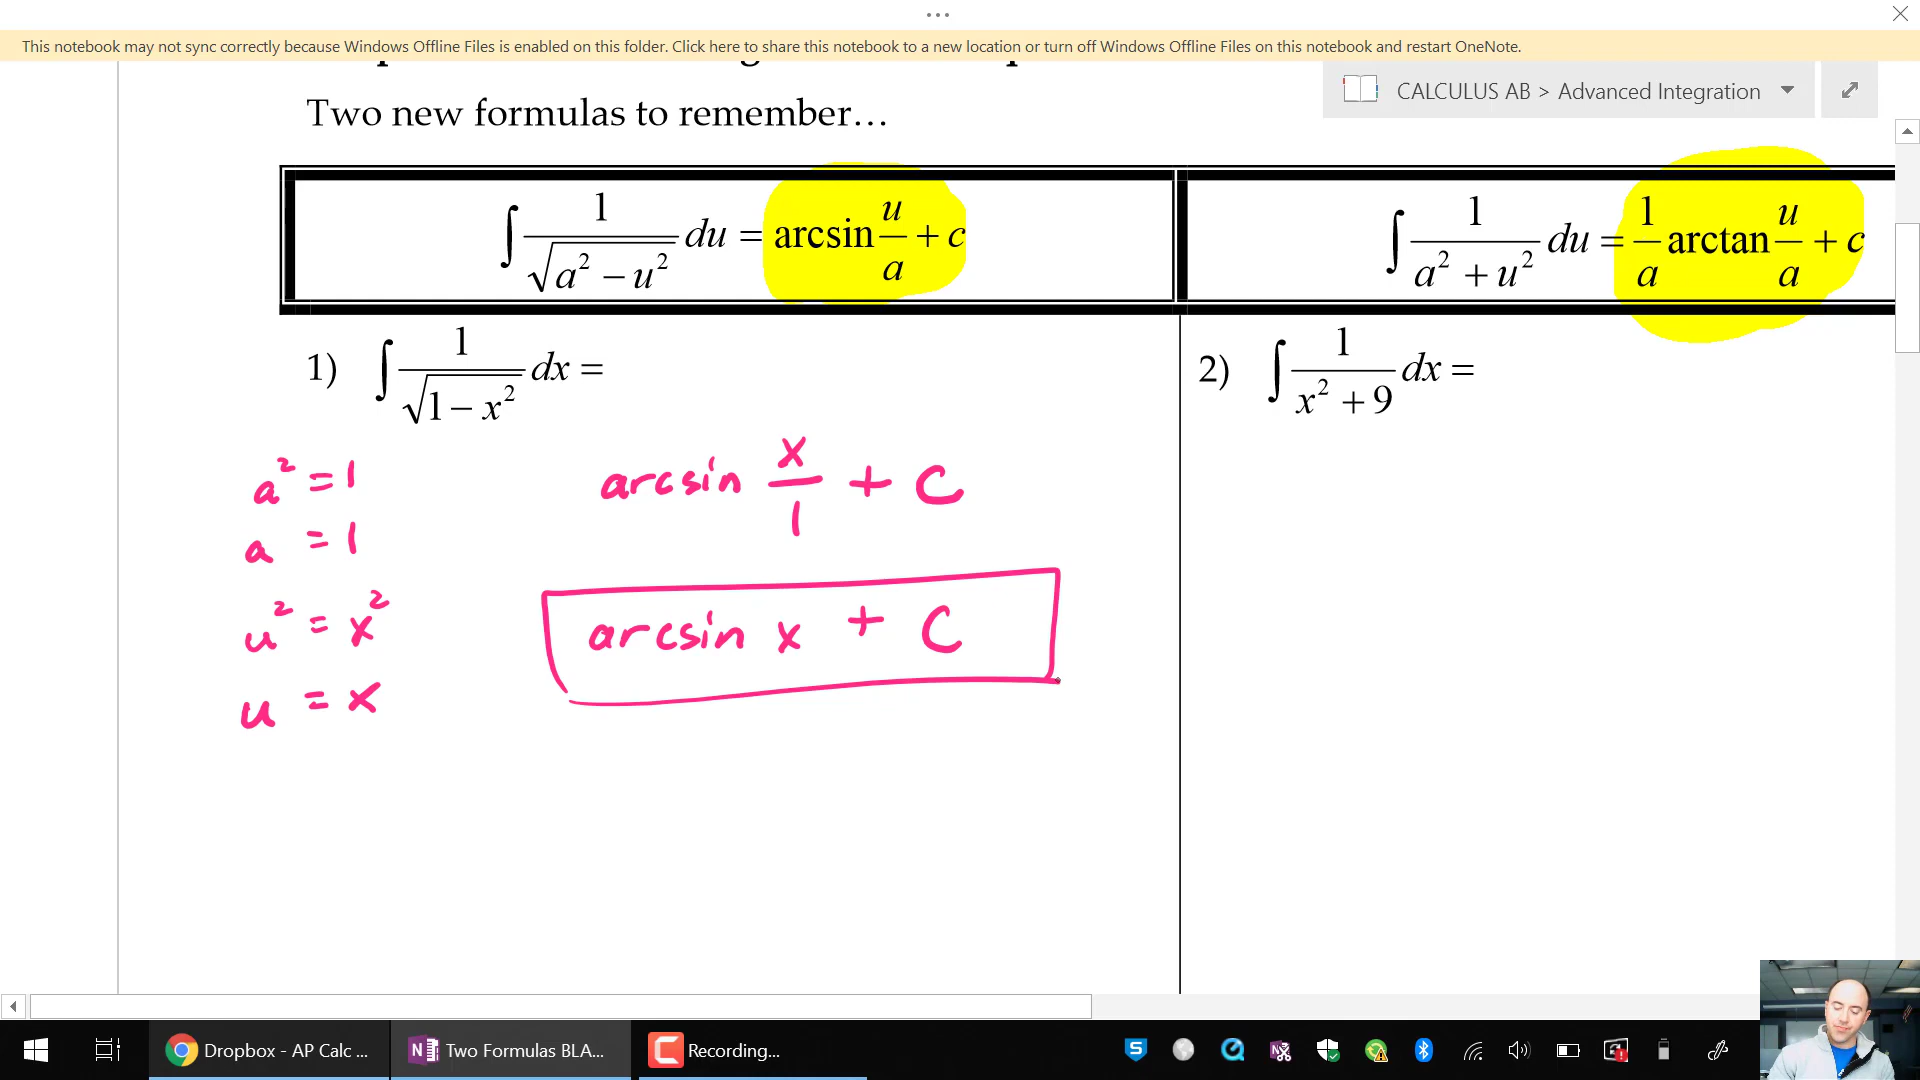 This notebook may not sync correctly because Windows Offline Files is enabled on this folder. Click here to share this notebook to a new location or turn off Windows Offline Files on this notebook and restart OneNote.
CALCULUS AB > Advanced Integration
Two new formulas to remember…
∫ 1/√(a² − u²) du = arcsin u/a + c
∫ 1/(a² + u²) du = 1/a arctan u/a + c
1) ∫ 1/√(1 − x²) dx =
a² = 1
a = 1
u² = x²
u = x
arcsin x/1 + C
arcsin x + C
2) ∫ 1/(x² + 9) dx =
Dropbox - AP Calc ...
Two Formulas BLA...
Recording...